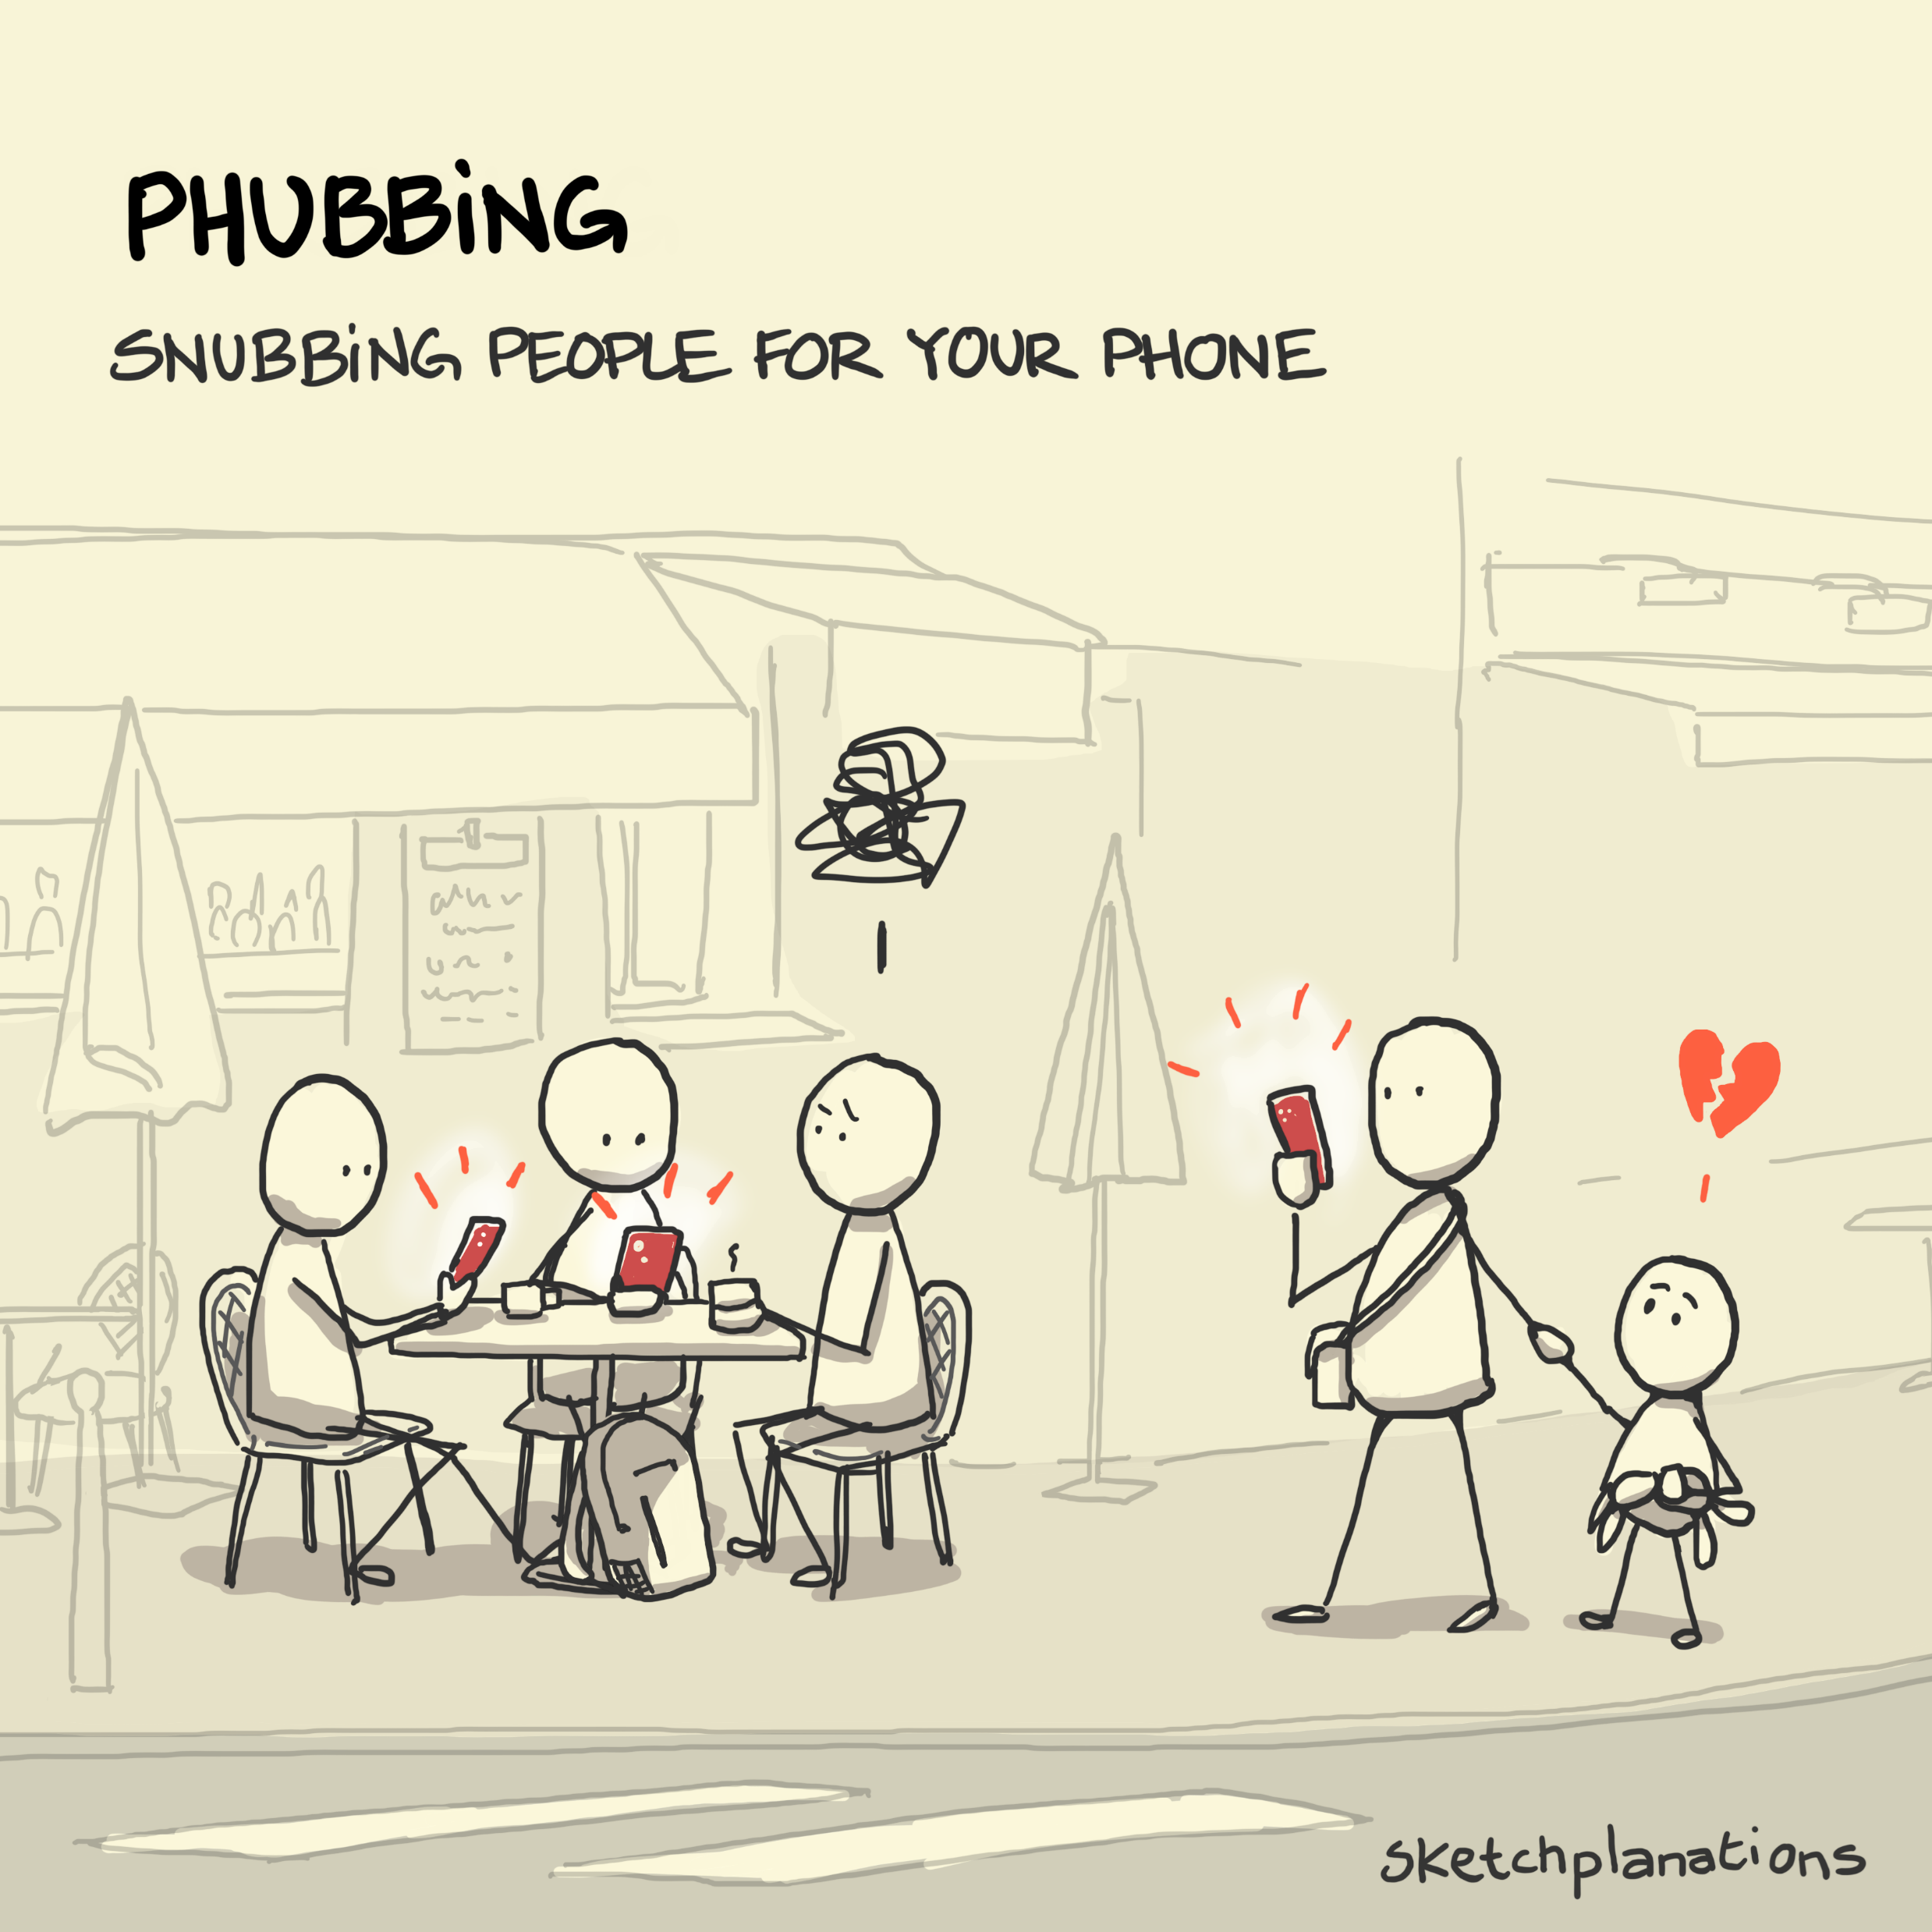 PHUBBiNG
SNUBBiNG PEOPLE FOR YOUR PHONE
sketchplanations